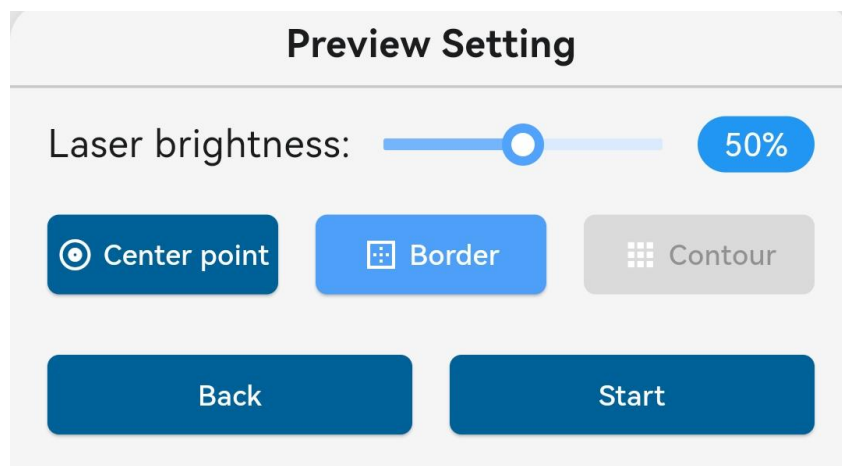 Preview Setting
Laser brightness: 50%
Center point Border Contour
Back Start